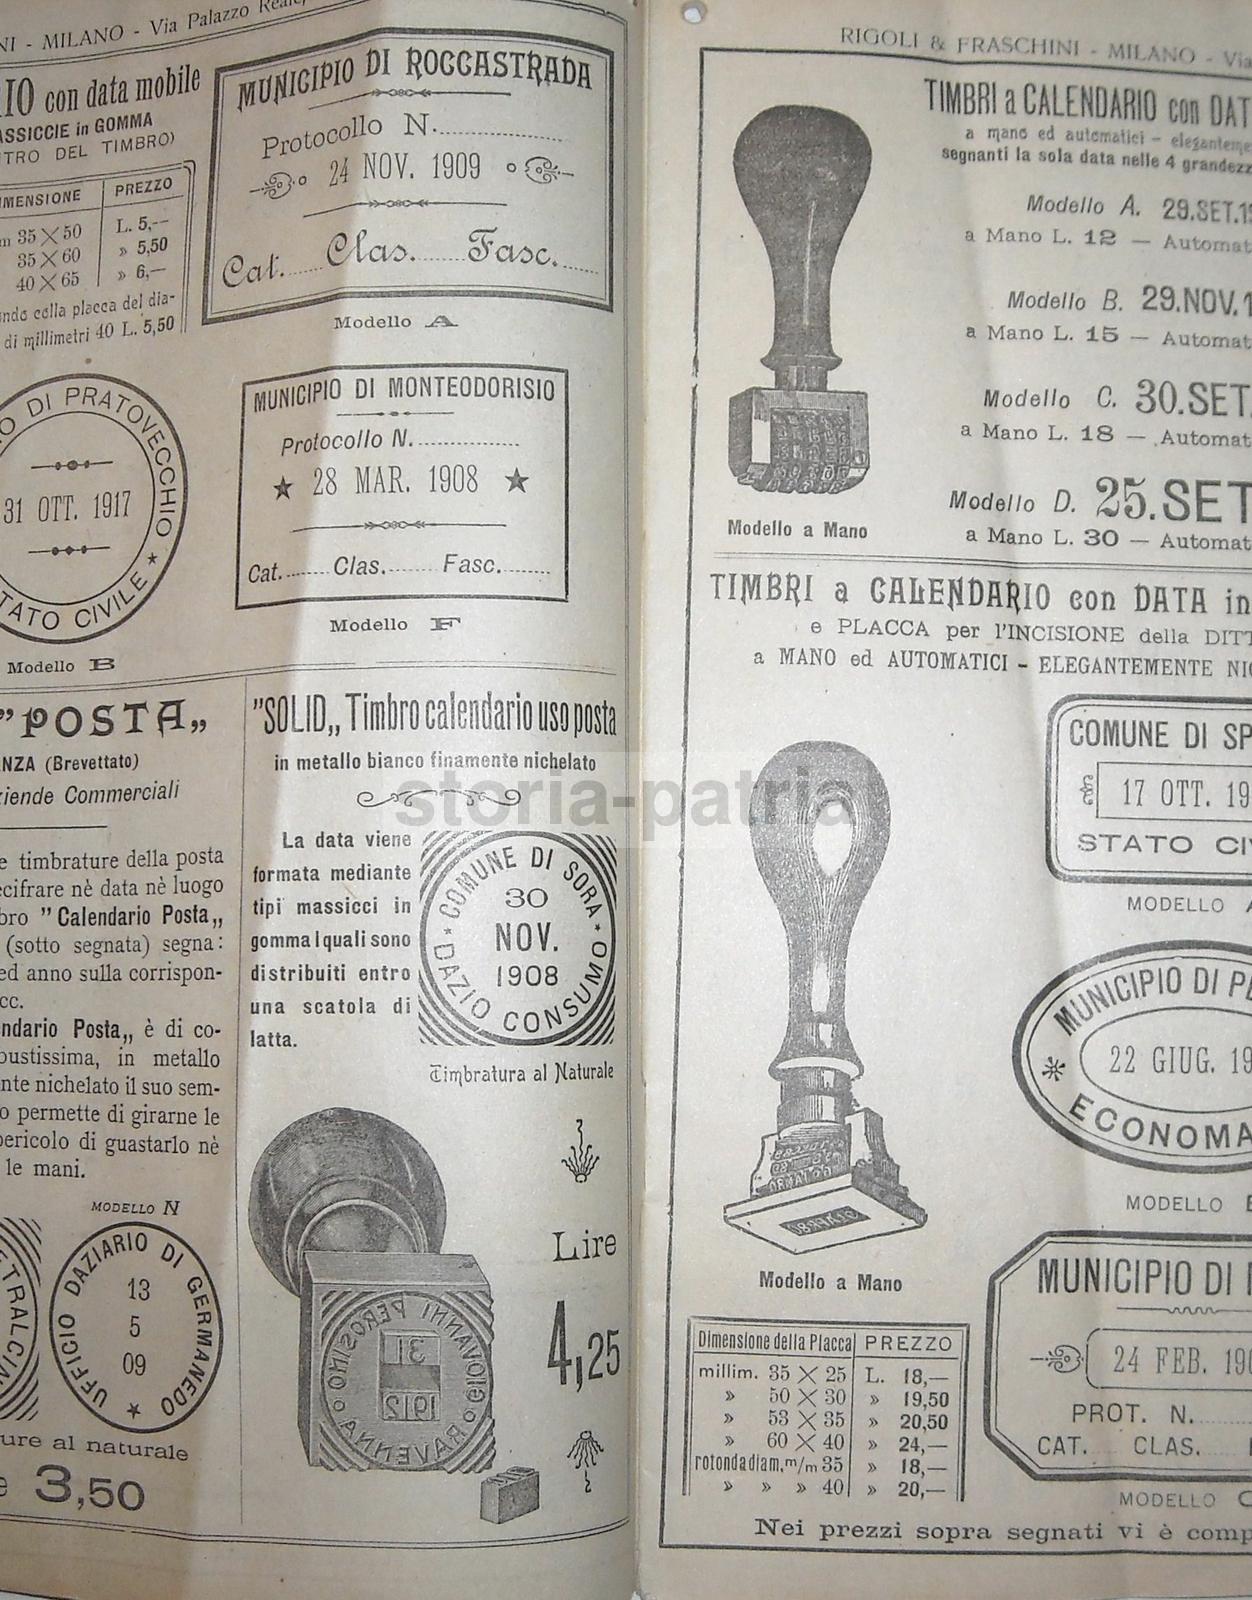 NI - MILANO - Via Palazzo Reale
RIO con data mobile
ASSICCIE in GOMMA
TRO DEL TIMBRO)
MENSIONE PREZZO
m 35 X 50 L. 5,--
35 X 60 » 5,50
40 X 65 » 6,—
ndo colla placca del dia-
di millimetri 40 L. 5,50
MUNICIPIO DI ROCCASTRADA
Protocollo N.
24 NOV. 1909
Cat. Clas. Fasc.
Modello A
O DI PRATOVECCHIO
31 OTT. 1917
TATO CIVILE
Modello B
MUNICIPIO DI MONTEODORISIO
Protocollo N.
★ 28 MAR. 1908 ★
Cat. Clas. Fasc.
Modello F
"POSTA„
NZA (Brevettato)
ziende Commerciali
e timbrature della posta
ecifrare nè data nè luogo
bro "Calendario Posta„
(sotto segnata) segna:
ed anno sulla corrispon-
cc.
ndario Posta„ è di co-
bustissima, in metallo
nte nichelato il suo sem-
o permette di girarne le
pericolo di guastarlo nè
le mani.
MODELLO N
ETRALCIN
UFFICIO DAZIARIO DI GERMANEDO
13
5
09
ure al naturale
e 3,50
"SOLID„ Timbro calendario uso posta
in metallo bianco finamente nichelato
La data viene
formata mediante
tipi massicci in
gomma i quali sono
distribuiti entro
una scatola di
latta.
COMUNE DI SORA
30
NOV.
1908
DAZIO CONSUMO
Timbratura al Naturale
GIOVANNI PEROSINO
31
1912
RAVENNA
Lire
4,25
storia-patria
RIGOLI & FRASCHINI - MILANO - Via
TIMBRI a CALENDARIO con DAT
a mano ed automatici - eleganteme
segnanti la sola data nelle 4 grandezz
Modello A. 29.SET.19
a Mano L. 12 — Automat
Modello B. 29.NOV.1
a Mano L. 15 — Automat
Modello C. 30.SET.
a Mano L. 18 — Automat
Modello D. 25.SET
a Mano L. 30 — Automat
Modello a Mano
TIMBRI a CALENDARIO con DATA in
e PLACCA per l'INCISIONE della DITT
a MANO ed AUTOMATICI - ELEGANTEMENTE NIC
COMUNE DI SP
17 OTT. 19
STATO CIV
MODELLO A
MUNICIPIO DI PI
22 GIUG. 19
ECONOMA
MODELLO
Modello a Mano
MUNICIPIO DI
24 FEB. 190
PROT. N.
CAT. CLAS.
MODELLO C
Dimensione della Placca PREZZO
millim. 35 X 25 L. 18,—
» 50 X 30 » 19,50
» 53 X 35 » 20,50
» 60 X 40 » 24,—
rotonda diam. m/m 35 » 18,—
» » » 40 » 20,—
Nei prezzi sopra segnati vi è comp